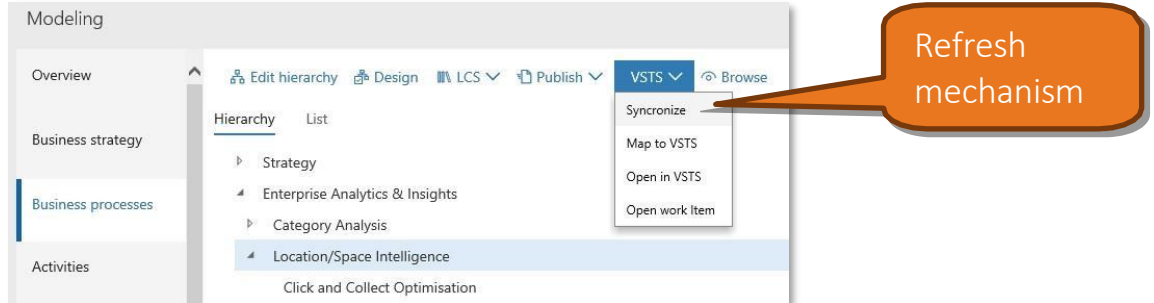 Modeling
Overview
Edit hierarchy Design LCS Publish VSTS Browse
Hierarchy List
Syncronize
Map to VSTS
Open in VSTS
Open work Item
Business strategy
Business processes
Activities
Strategy
Enterprise Analytics & Insights
Category Analysis
Location/Space Intelligence
Click and Collect Optimisation
Refresh
mechanism